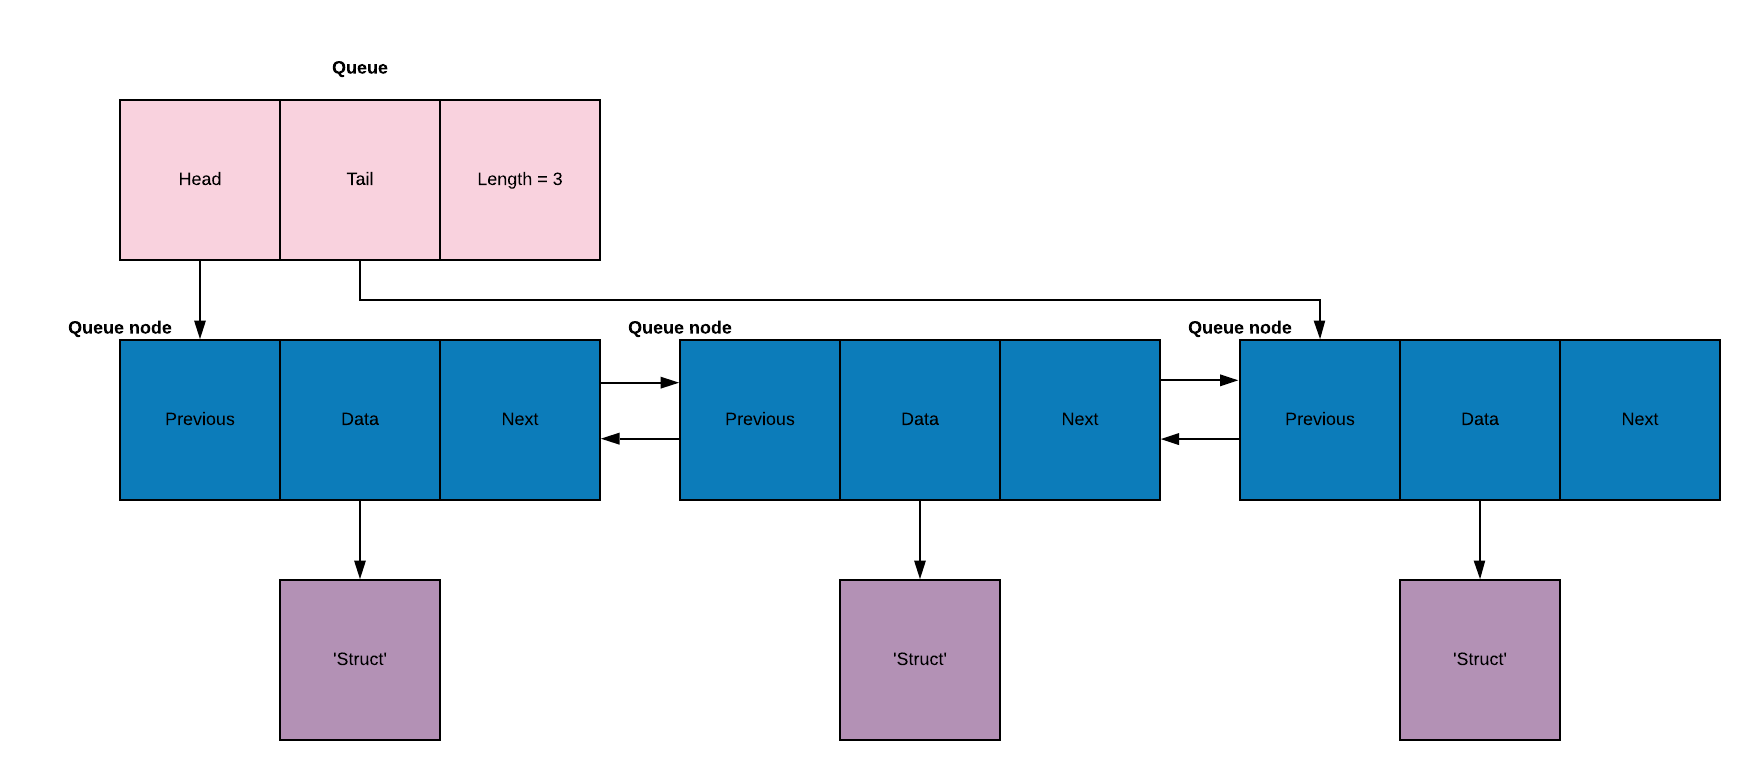 Queue
Head
Tail
Length = 3
Queue node
Queue node
Queue node
Previous
Data
Next
Previous
Data
Next
Previous
Data
Next
'Struct'
'Struct'
'Struct'